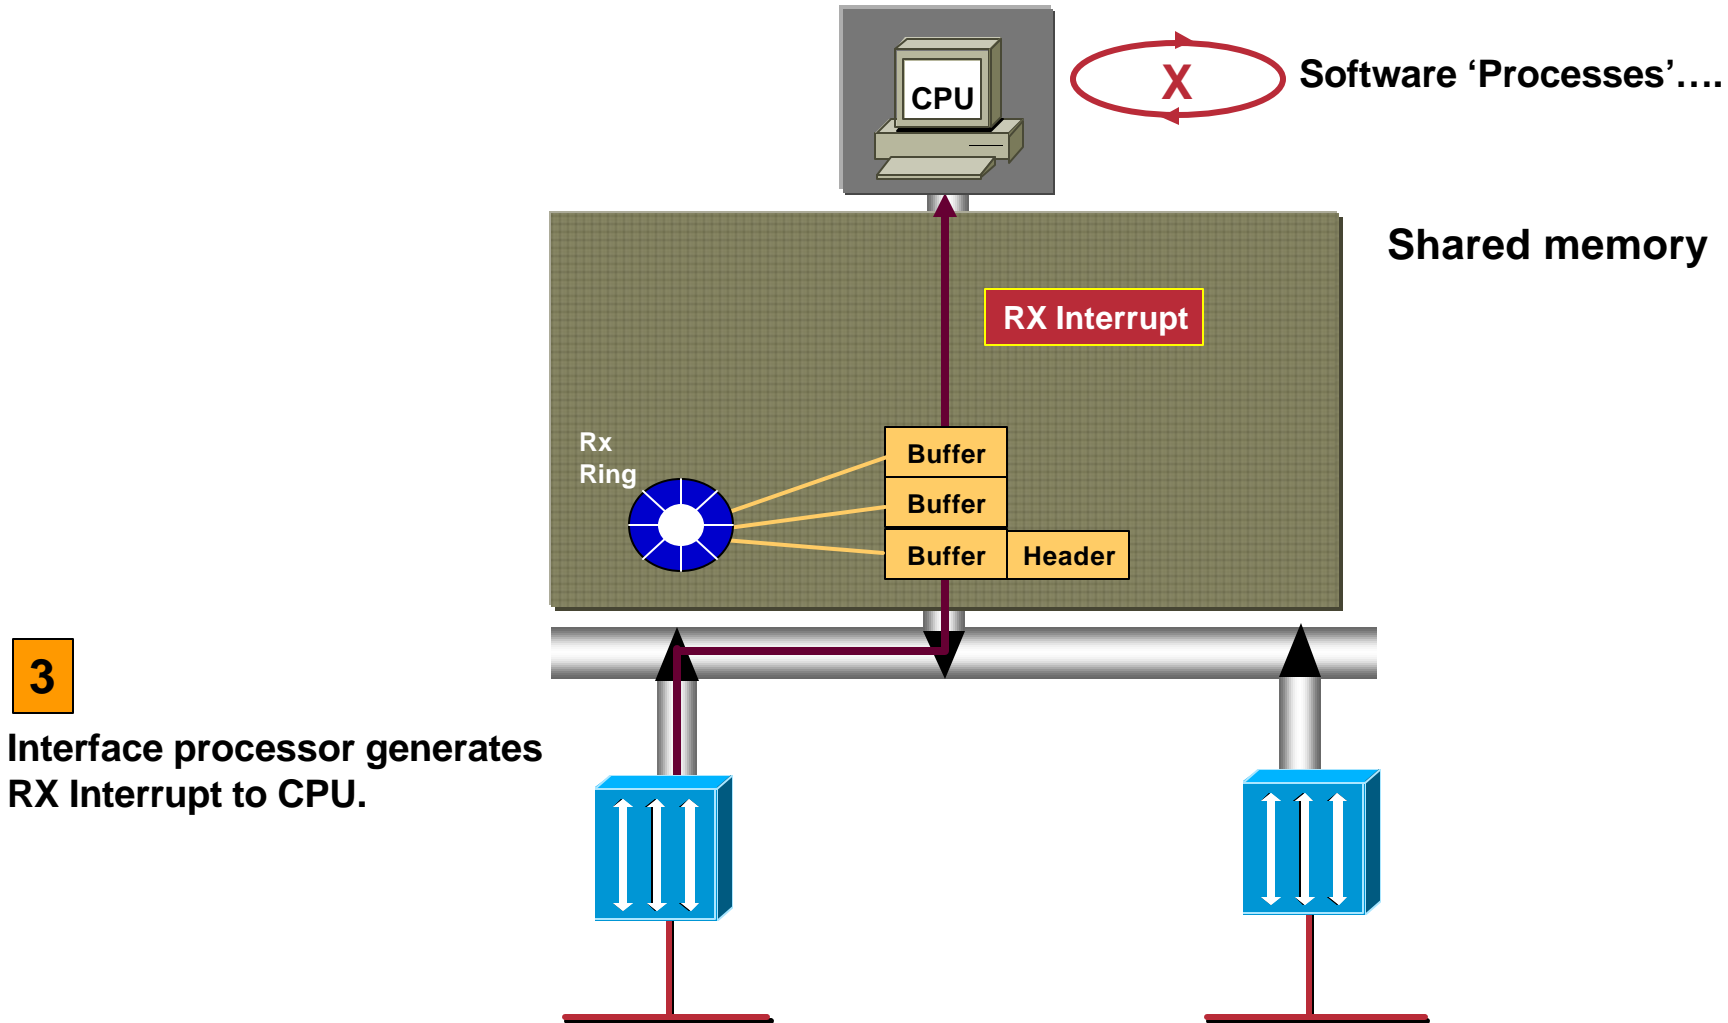 CPU
X
Software ‘Processes’….
Shared memory
RX Interrupt
Rx
Ring
Buffer
Buffer
Buffer
Header
3
Interface processor generates
RX Interrupt to CPU.